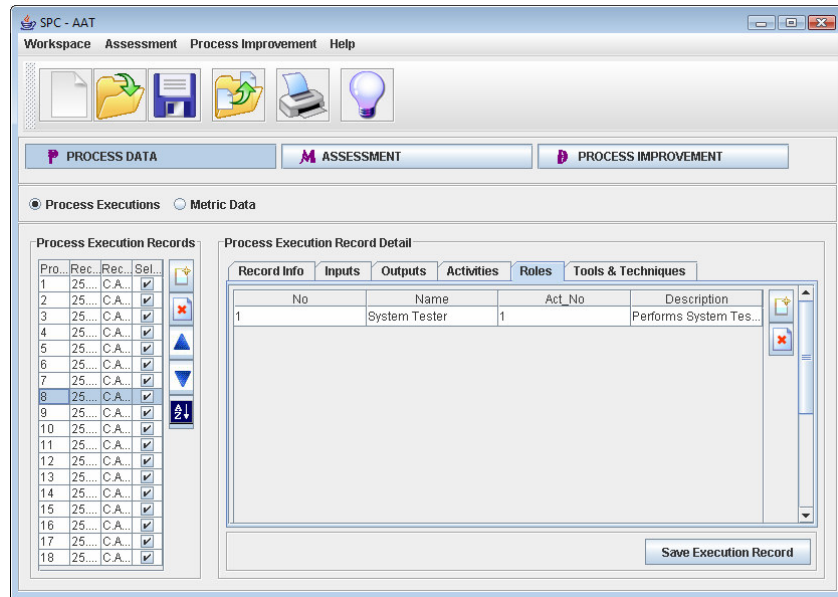 SPC - AAT
Workspace Assessment Process Improvement Help
P PROCESS DATA M ASSESSMENT D PROCESS IMPROVEMENT
Process Executions Metric Data
Process Execution Records Process Execution Record Detail
Record Info Inputs Outputs Activities Roles Tools & Techniques
Pro... Rec... Rec... Sel... No Name Act_No Description
1 25.... C.A... 1 System Tester 1 Performs System Tes...
2 25.... C.A...
3 25.... C.A...
4 25.... C.A...
5 25.... C.A...
6 25.... C.A...
7 25.... C.A...
8 25.... C.A...
9 25.... C.A...
10 25.... C.A...
11 25.... C.A...
12 25.... C.A...
13 25.... C.A...
14 25.... C.A...
15 25.... C.A...
16 25.... C.A...
17 25.... C.A...
18 25.... C.A...
A Z
Save Execution Record